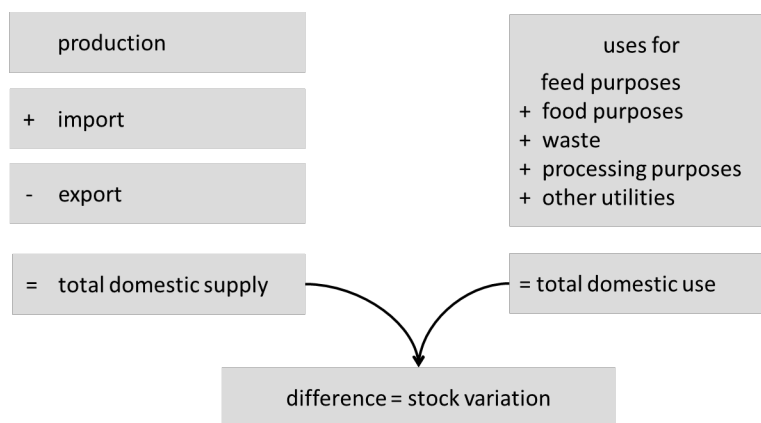 production
+ import
- export
= total domestic supply
uses for
feed purposes
+ food purposes
+ waste
+ processing purposes
+ other utilities
= total domestic use
difference = stock variation